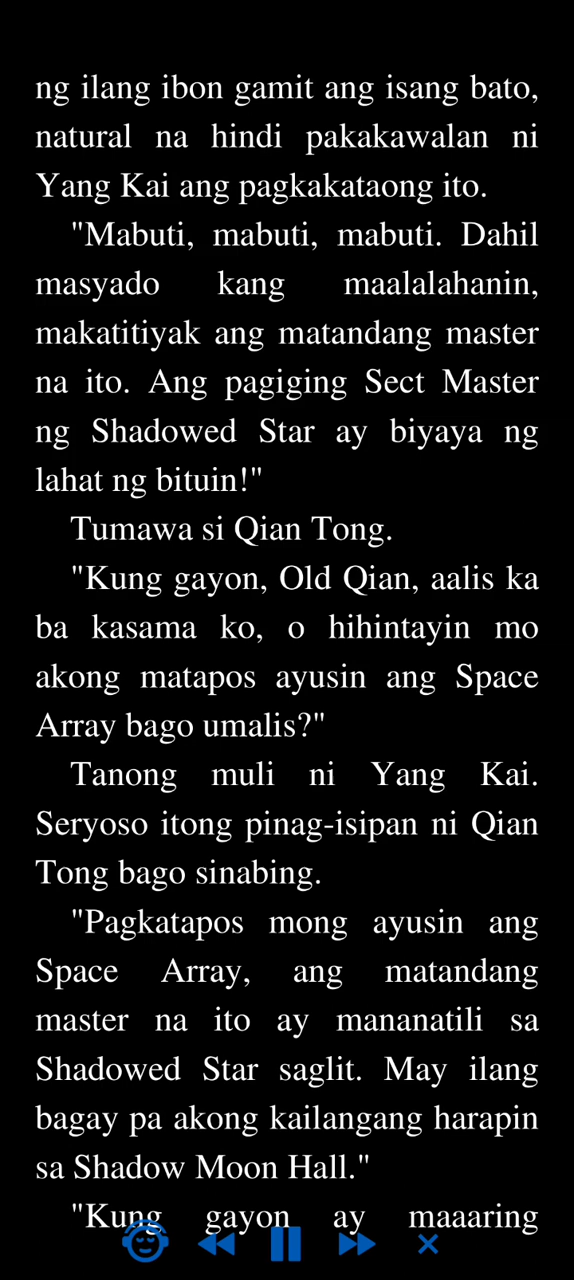 ng ilang ibon gamit ang isang bato,
natural na hindi pakakawalan ni
Yang Kai ang pagkakataong ito.
"Mabuti, mabuti, mabuti. Dahil
masyado kang maalalahanin,
makatitiyak ang matandang master
na ito. Ang pagiging Sect Master
ng Shadowed Star ay biyaya ng
lahat ng bituin!"
Tumawa si Qian Tong.
"Kung gayon, Old Qian, aalis ka
ba kasama ko, o hihintayin mo
akong matapos ayusin ang Space
Array bago umalis?"
Tanong muli ni Yang Kai.
Seryoso itong pinag-isipan ni Qian
Tong bago sinabing.
"Pagkatapos mong ayusin ang
Space Array, ang matandang
master na ito ay mananatili sa
Shadowed Star saglit. May ilang
bagay pa akong kailangang harapin
sa Shadow Moon Hall."
"Kung gayon ay maaaring